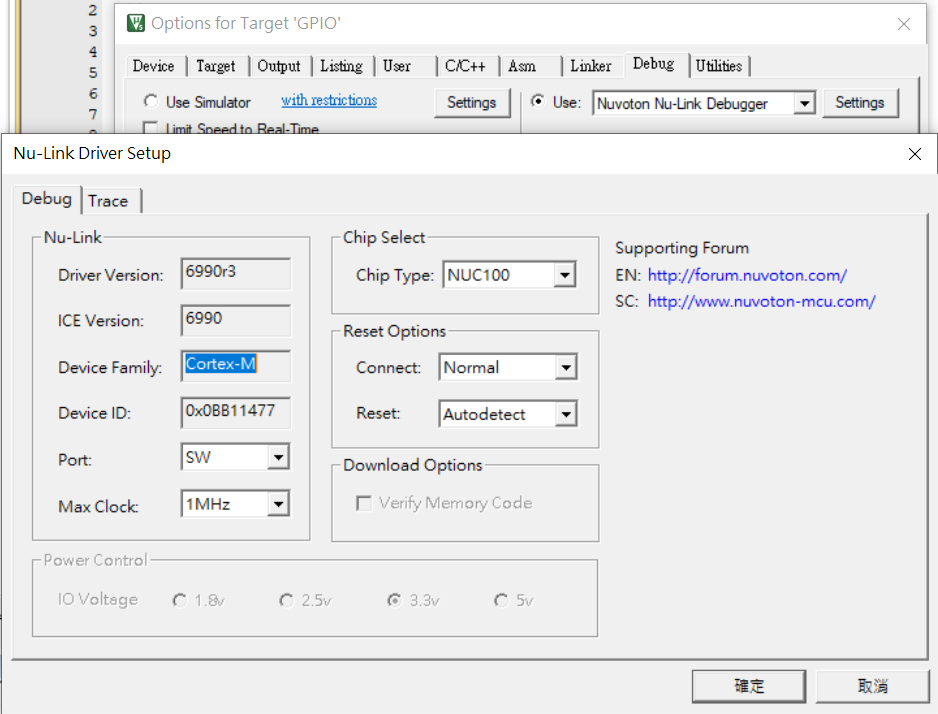 2
3
4
5
6
7
Options for Target 'GPIO'
Device Target Output Listing User C/C++ Asm Linker Debug Utilities
Use Simulator with restrictions Settings Use: Nuvoton Nu-Link Debugger Settings
Limit Speed to Real-Time
Nu-Link Driver Setup
Debug Trace
Nu-Link
Driver Version: 6990r3
ICE Version: 6990
Device Family: Cortex-M
Device ID: 0x0BB11477
Port: SW
Max Clock: 1MHz
Chip Select
Chip Type: NUC100
Reset Options
Connect: Normal
Reset: Autodetect
Download Options
Verify Memory Code
Power Control
IO Voltage 1.8v 2.5v 3.3v 5v
Supporting Forum
EN: http://forum.nuvoton.com/
SC: http://www.nuvoton-mcu.com/
確定 取消